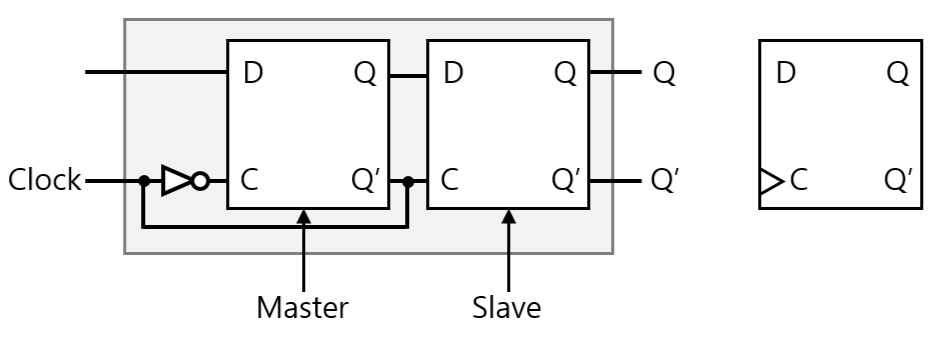 D Q D Q Q D Q
Clock C Q′ C Q′ Q′ C Q′
Master Slave